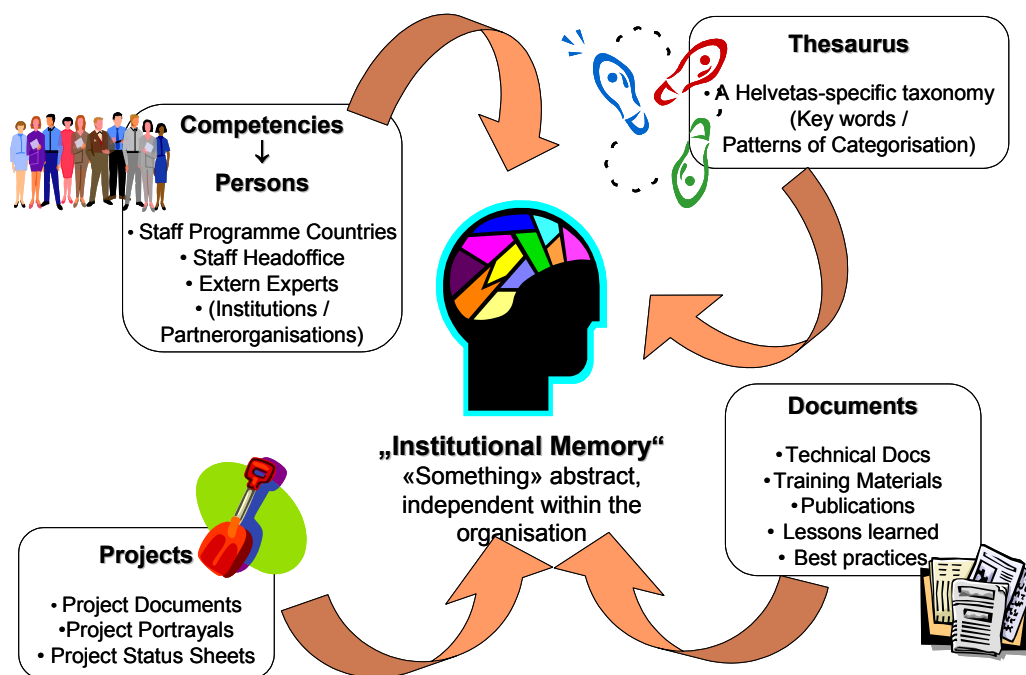 Competencies
↓
Persons
• Staff Programme Countries
• Staff Headoffice
• Extern Experts
• (Institutions /
Partnerorganisations)
Thesaurus
• A Helvetas-specific taxonomy
(Key words /
Patterns of Categorisation)
„Institutional Memory“
«Something» abstract,
independent within the
organisation
Documents
• Technical Docs
• Training Materials
• Publications
• Lessons learned
• Best practices
Projects
• Project Documents
• Project Portrayals
• Project Status Sheets